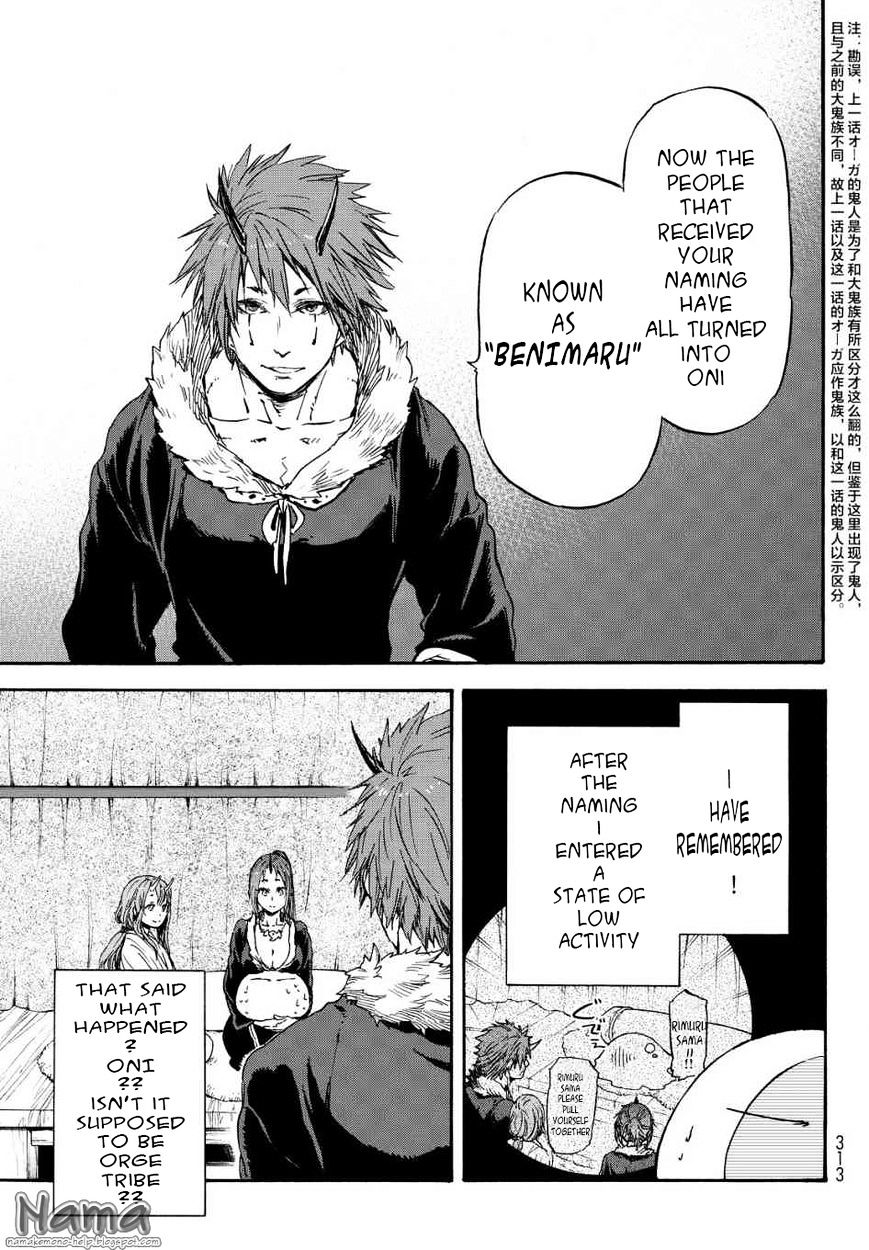 注：勘误，上一话オーガ的鬼人是为了和大鬼族有所区分才这么翻的，但鉴于这里出现了鬼人，
且与之前的大鬼族不同，故上一话以及这一话的オーガ应作鬼族，以和这一话的鬼人以示区分。
NOW THE
PEOPLE
THAT
RECEIVED
YOUR
NAMING
HAVE
ALL TURNED
INTO
ONI
KNOWN
AS
"BENIMARU"
I
HAVE
REMEMBERED
!
AFTER
THE
NAMING
I
ENTERED
A
STATE OF
LOW
ACTIVITY
RIMURU
SAMA
!!
RIMURU
SAMA
PLEASE
PULL
YOURSELF
TOGETHER
THAT SAID
WHAT
HAPPENED
?
ONI
??
ISN'T IT
SUPPOSED
TO BE
ORGE
TRIBE
??
313
Nama
namakemono-help.blogspot.com